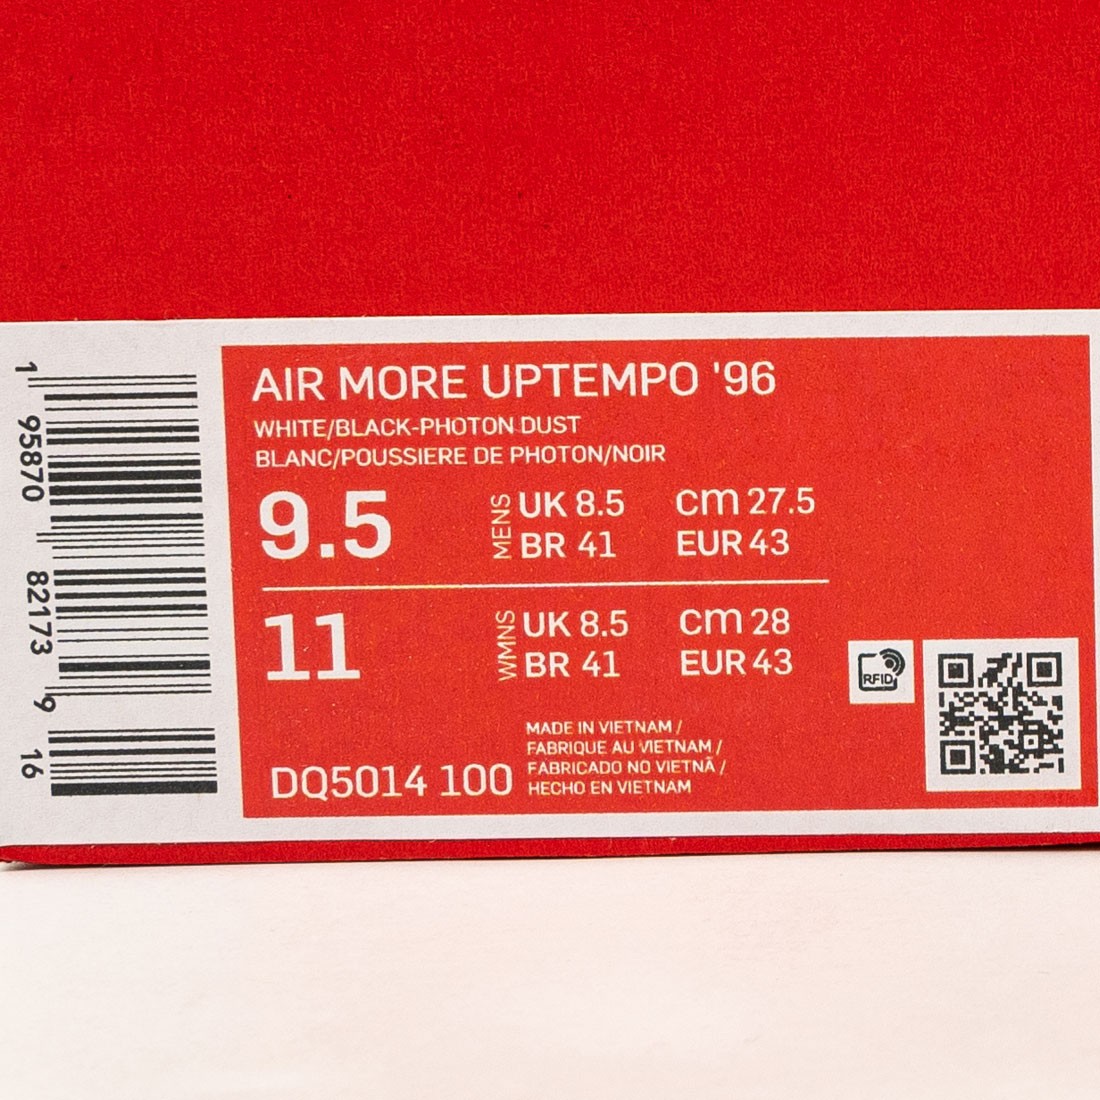 1 95870 82173 9 16
AIR MORE UPTEMPO '96
WHITE/BLACK-PHOTON DUST
BLANC/POUSSIERE DE PHOTON/NOIR
9.5 MENS UK 8.5 cm 27.5
BR 41 EUR 43
11 WMNS UK 8.5 cm 28
BR 41 EUR 43
RFID
DQ5014 100
MADE IN VIETNAM /
FABRIQUE AU VIETNAM /
FABRICADO NO VIETNÃ /
HECHO EN VIETNAM